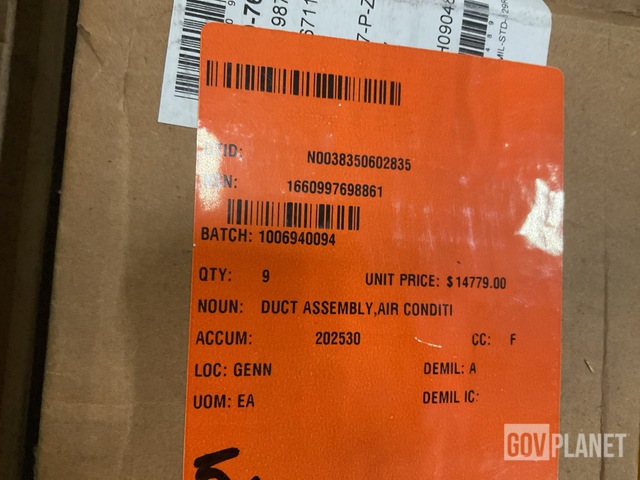 N0038350602835
1660997698861
BATCH: 1006940094
QTY: 9 UNIT PRICE: $14779.00
NOUN: DUCT ASSEMBLY,AIR CONDITI
ACCUM: 202530 CC: F
LOC: GENN DEMIL: A
UOM: EA DEMIL IC:
GOVPLANET